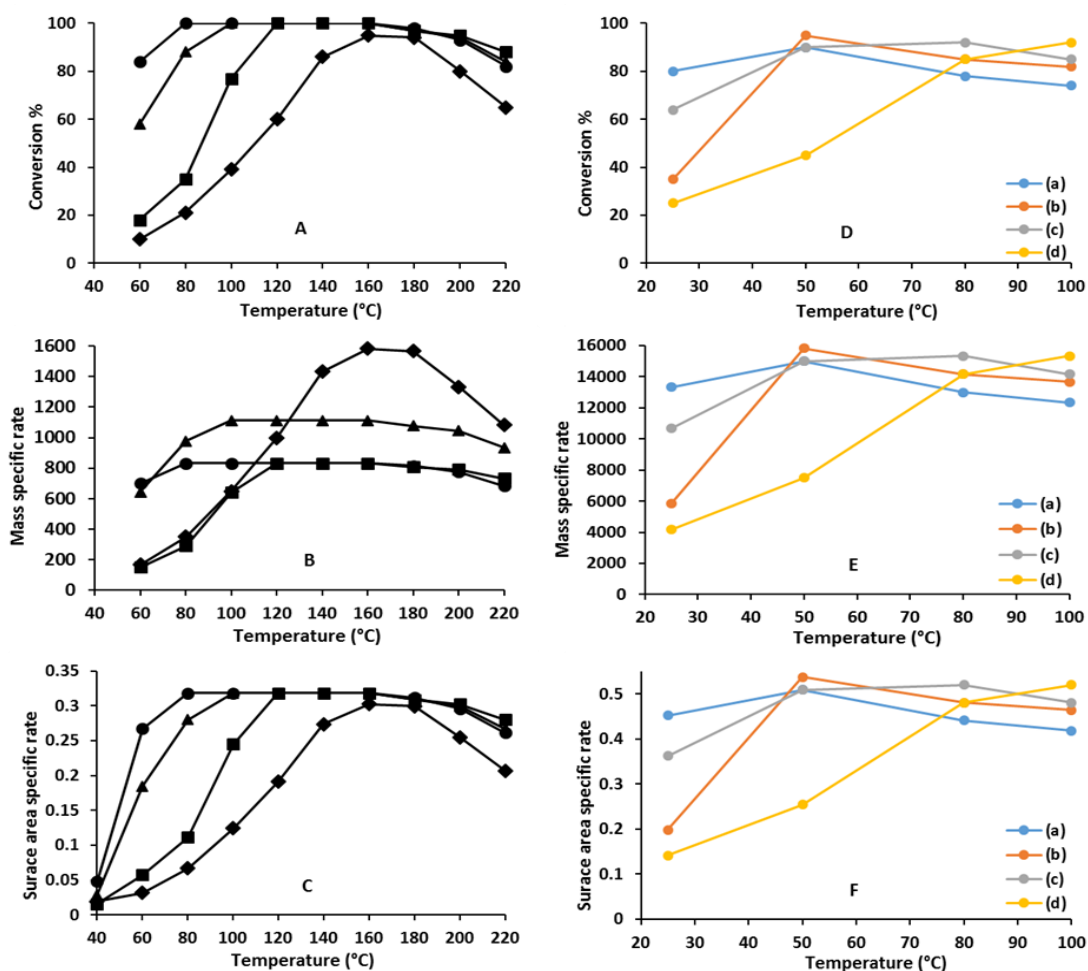 Conversion %
100
80
60
40
20
0
A
40 60 80 100 120 140 160 180 200 220
Temperature (°C)
Conversion %
100
80
60
40
20
0
D
(a)
(b)
(c)
(d)
20 30 40 50 60 70 80 90 100
Temperature (°C)
Mass specific rate
1600
1400
1200
1000
800
600
400
200
0
B
40 60 80 100 120 140 160 180 200 220
Temperature (°C)
Mass specific rate
16000
14000
12000
10000
8000
6000
4000
2000
0
E
(a)
(b)
(c)
(d)
20 30 40 50 60 70 80 90 100
Temperature (°C)
Surace area specific rate
0.35
0.3
0.25
0.2
0.15
0.1
0.05
0
C
40 60 80 100 120 140 160 180 200 220
Temperature (°C)
Surace area specific rate
0.5
0.4
0.3
0.2
0.1
0
F
(a)
(b)
(c)
(d)
20 30 40 50 60 70 80 90 100
Temperature (°C)